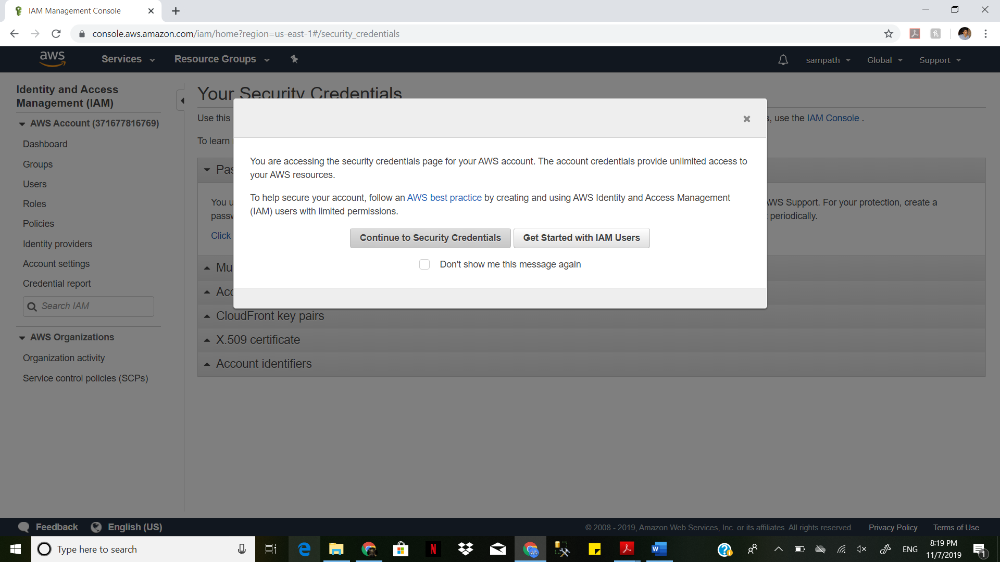 IAM Management Console
console.aws.amazon.com/iam/home?region=us-east-1#/security_credentials
aws Services Resource Groups sampath Global Support
Identity and Access
Management (IAM)
AWS Account (371677816769)
Dashboard
Groups
Users
Roles
Policies
Identity providers
Account settings
Credential report
Search IAM
AWS Organizations
Organization activity
Service control policies (SCPs)
Your Security Credentials
Use this , use the IAM Console .
To learn
You are accessing the security credentials page for your AWS account. The account credentials provide unlimited access to
your AWS resources.
To help secure your account, follow an AWS best practice by creating and using AWS Identity and Access Management
(IAM) users with limited permissions.
Continue to Security Credentials Get Started with IAM Users
Don't show me this message again
Pas
You u AWS Support. For your protection, create a
passw periodically.
Click
Mu
Acc
CloudFront key pairs
X.509 certificate
Account identifiers
Feedback English (US) © 2008 - 2019, Amazon Web Services, Inc. or its affiliates. All rights reserved. Privacy Policy Terms of Use
Type here to search
ENG
8:19 PM
11/7/2019
1